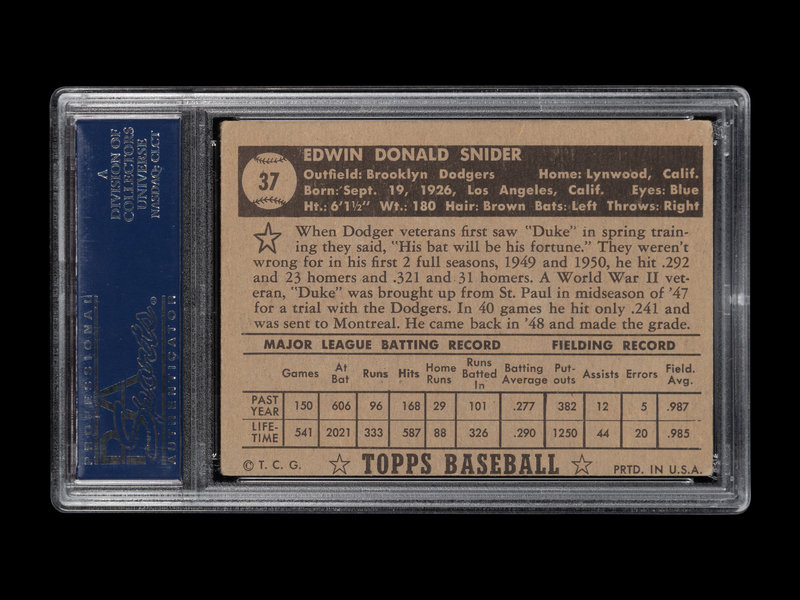 A
DIVISION OF
COLLECTORS
UNIVERSE
NASDAQ: CLCT
PROFESSIONAL
PSA
AUTHENTICATOR
37
EDWIN DONALD SNIDER
Outfield: Brooklyn Dodgers Home: Lynwood, Calif.
Born: Sept. 19, 1926, Los Angeles, Calif. Eyes: Blue
Ht.: 6'1½" Wt.: 180 Hair: Brown Bats: Left Throws: Right
When Dodger veterans first saw "Duke" in spring train-
ing they said, "His bat will be his fortune." They weren't
wrong for in his first 2 full seasons, 1949 and 1950, he hit .292
and 23 homers and .321 and 31 homers. A World War II vet-
eran, "Duke" was brought up from St. Paul in midseason of '47
for a trial with the Dodgers. In 40 games he hit only .241 and
was sent to Montreal. He came back in '48 and made the grade.
MAJOR LEAGUE BATTING RECORD FIELDING RECORD
Games At Bat Runs Hits Home Runs Runs Batted In Batting Average Put-outs Assists Errors Field. Avg.
PAST YEAR 150 606 96 168 29 101 .277 382 12 5 .987
LIFE-TIME 541 2021 333 587 88 326 .290 1250 44 20 .985
© T. C. G. TOPPS BASEBALL PRTD. IN U.S.A.